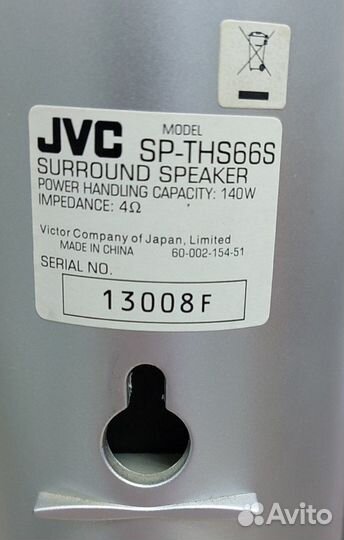 JVC MODEL SP-THS66S
SURROUND SPEAKER
POWER HANDLING CAPACITY: 140W
IMPEDANCE: 4Ω
Victor Company of Japan, Limited
MADE IN CHINA 60-002-154-51
SERIAL NO.
13008F
Avito